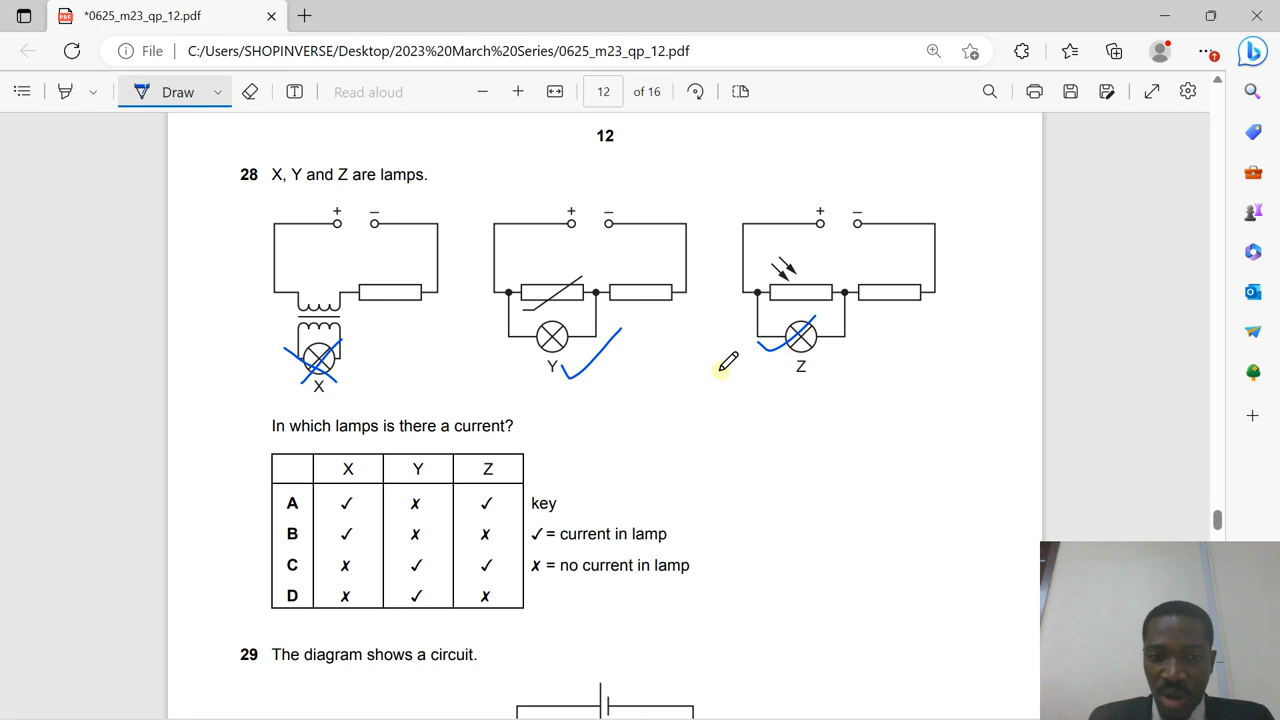 *0625_m23_qp_12.pdf
File C:/Users/SHOPINVERSE/Desktop/2023%20March%20Series/0625_m23_qp_12.pdf
Draw Read aloud 12 of 16
12
28 X, Y and Z are lamps.
+ − + − + −
X Y Z
In which lamps is there a current?
X Y Z
A ✓ ✗ ✓ key
B ✓ ✗ ✗ ✓ = current in lamp
C ✗ ✓ ✓ ✗ = no current in lamp
D ✗ ✓ ✗
29 The diagram shows a circuit.